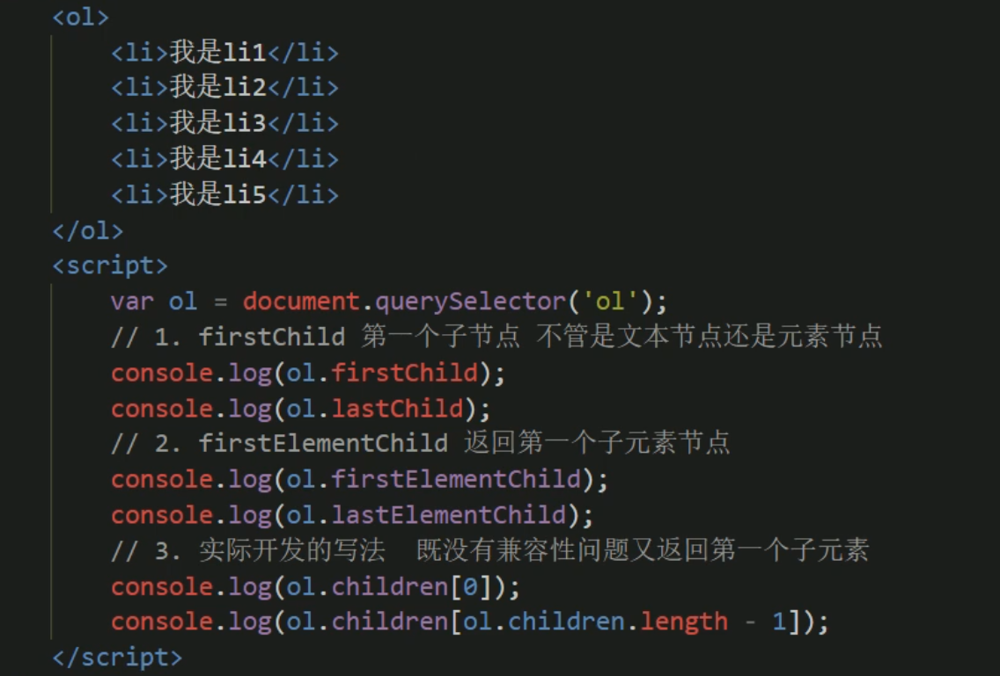 <ol>
<li>我是li1</li>
<li>我是li2</li>
<li>我是li3</li>
<li>我是li4</li>
<li>我是li5</li>
</ol>
<script>
var ol = document.querySelector('ol');
// 1. firstChild 第一个子节点 不管是文本节点还是元素节点
console.log(ol.firstChild);
console.log(ol.lastChild);
// 2. firstElementChild 返回第一个子元素节点
console.log(ol.firstElementChild);
console.log(ol.lastElementChild);
// 3. 实际开发的写法  既没有兼容性问题又返回第一个子元素
console.log(ol.children[0]);
console.log(ol.children[ol.children.length - 1]);
</script>